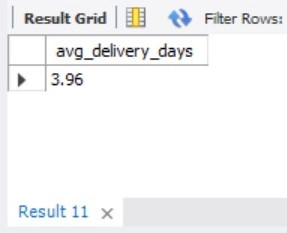 Result Grid Filter Rows:
avg_delivery_days
3.96
Result 11 ×